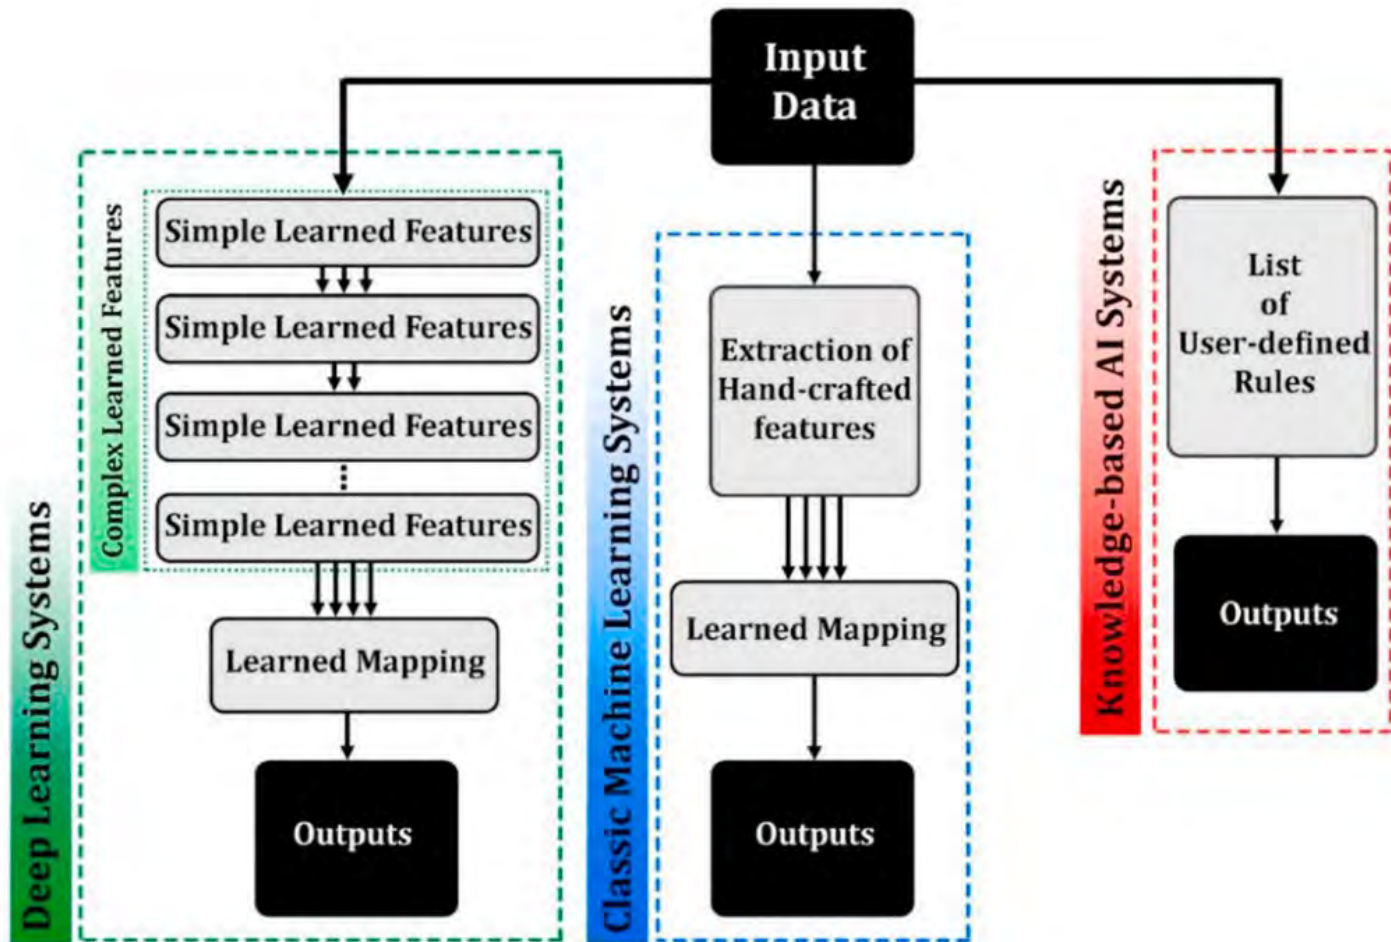 Input
Data
Deep Learning Systems
Complex Learned Features
Simple Learned Features
Simple Learned Features
Simple Learned Features
Simple Learned Features
Learned Mapping
Outputs
Classic Machine Learning Systems
Extraction of
Hand-crafted
features
Learned Mapping
Outputs
Knowledge-based AI Systems
List
of
User-defined
Rules
Outputs